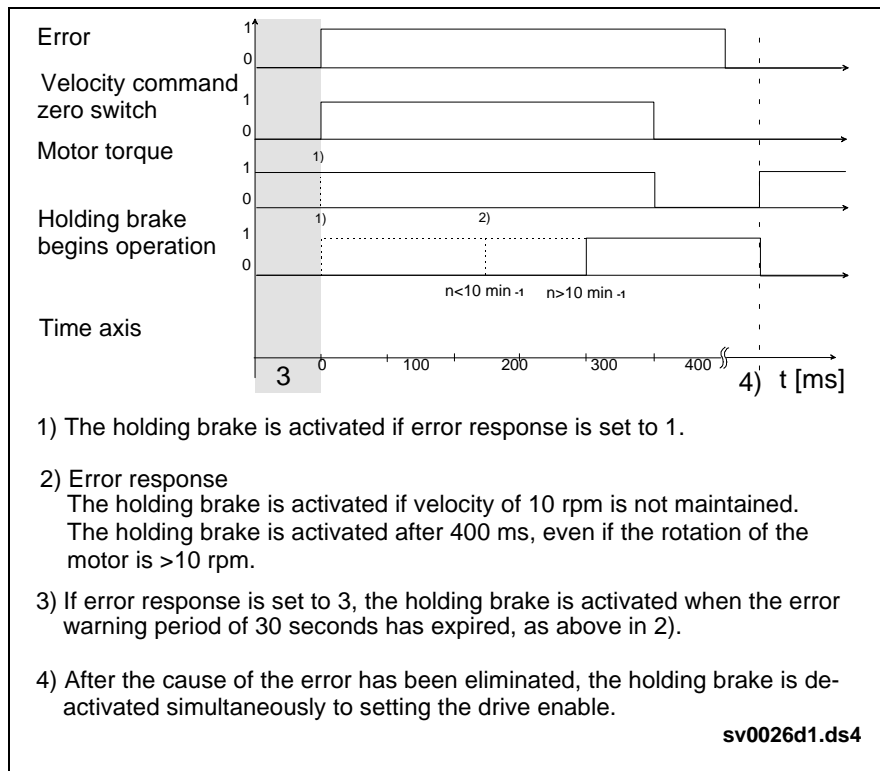 Error
1
0
Velocity command
zero switch
1
0
Motor torque
1)
1
0
Holding brake
begins operation
1)
2)
1
0
n<10 min -1 n>10 min -1
Time axis
0 100 200 300 400
3
4) t [ms]
1) The holding brake is activated if error response is set to 1.
2) Error response
The holding brake is activated if velocity of 10 rpm is not maintained.
The holding brake is activated after 400 ms, even if the rotation of the
motor is >10 rpm.
3) If error response is set to 3, the holding brake is activated when the error
warning period of 30 seconds has expired, as above in 2).
4) After the cause of the error has been eliminated, the holding brake is de-
activated simultaneously to setting the drive enable.
sv0026d1.ds4